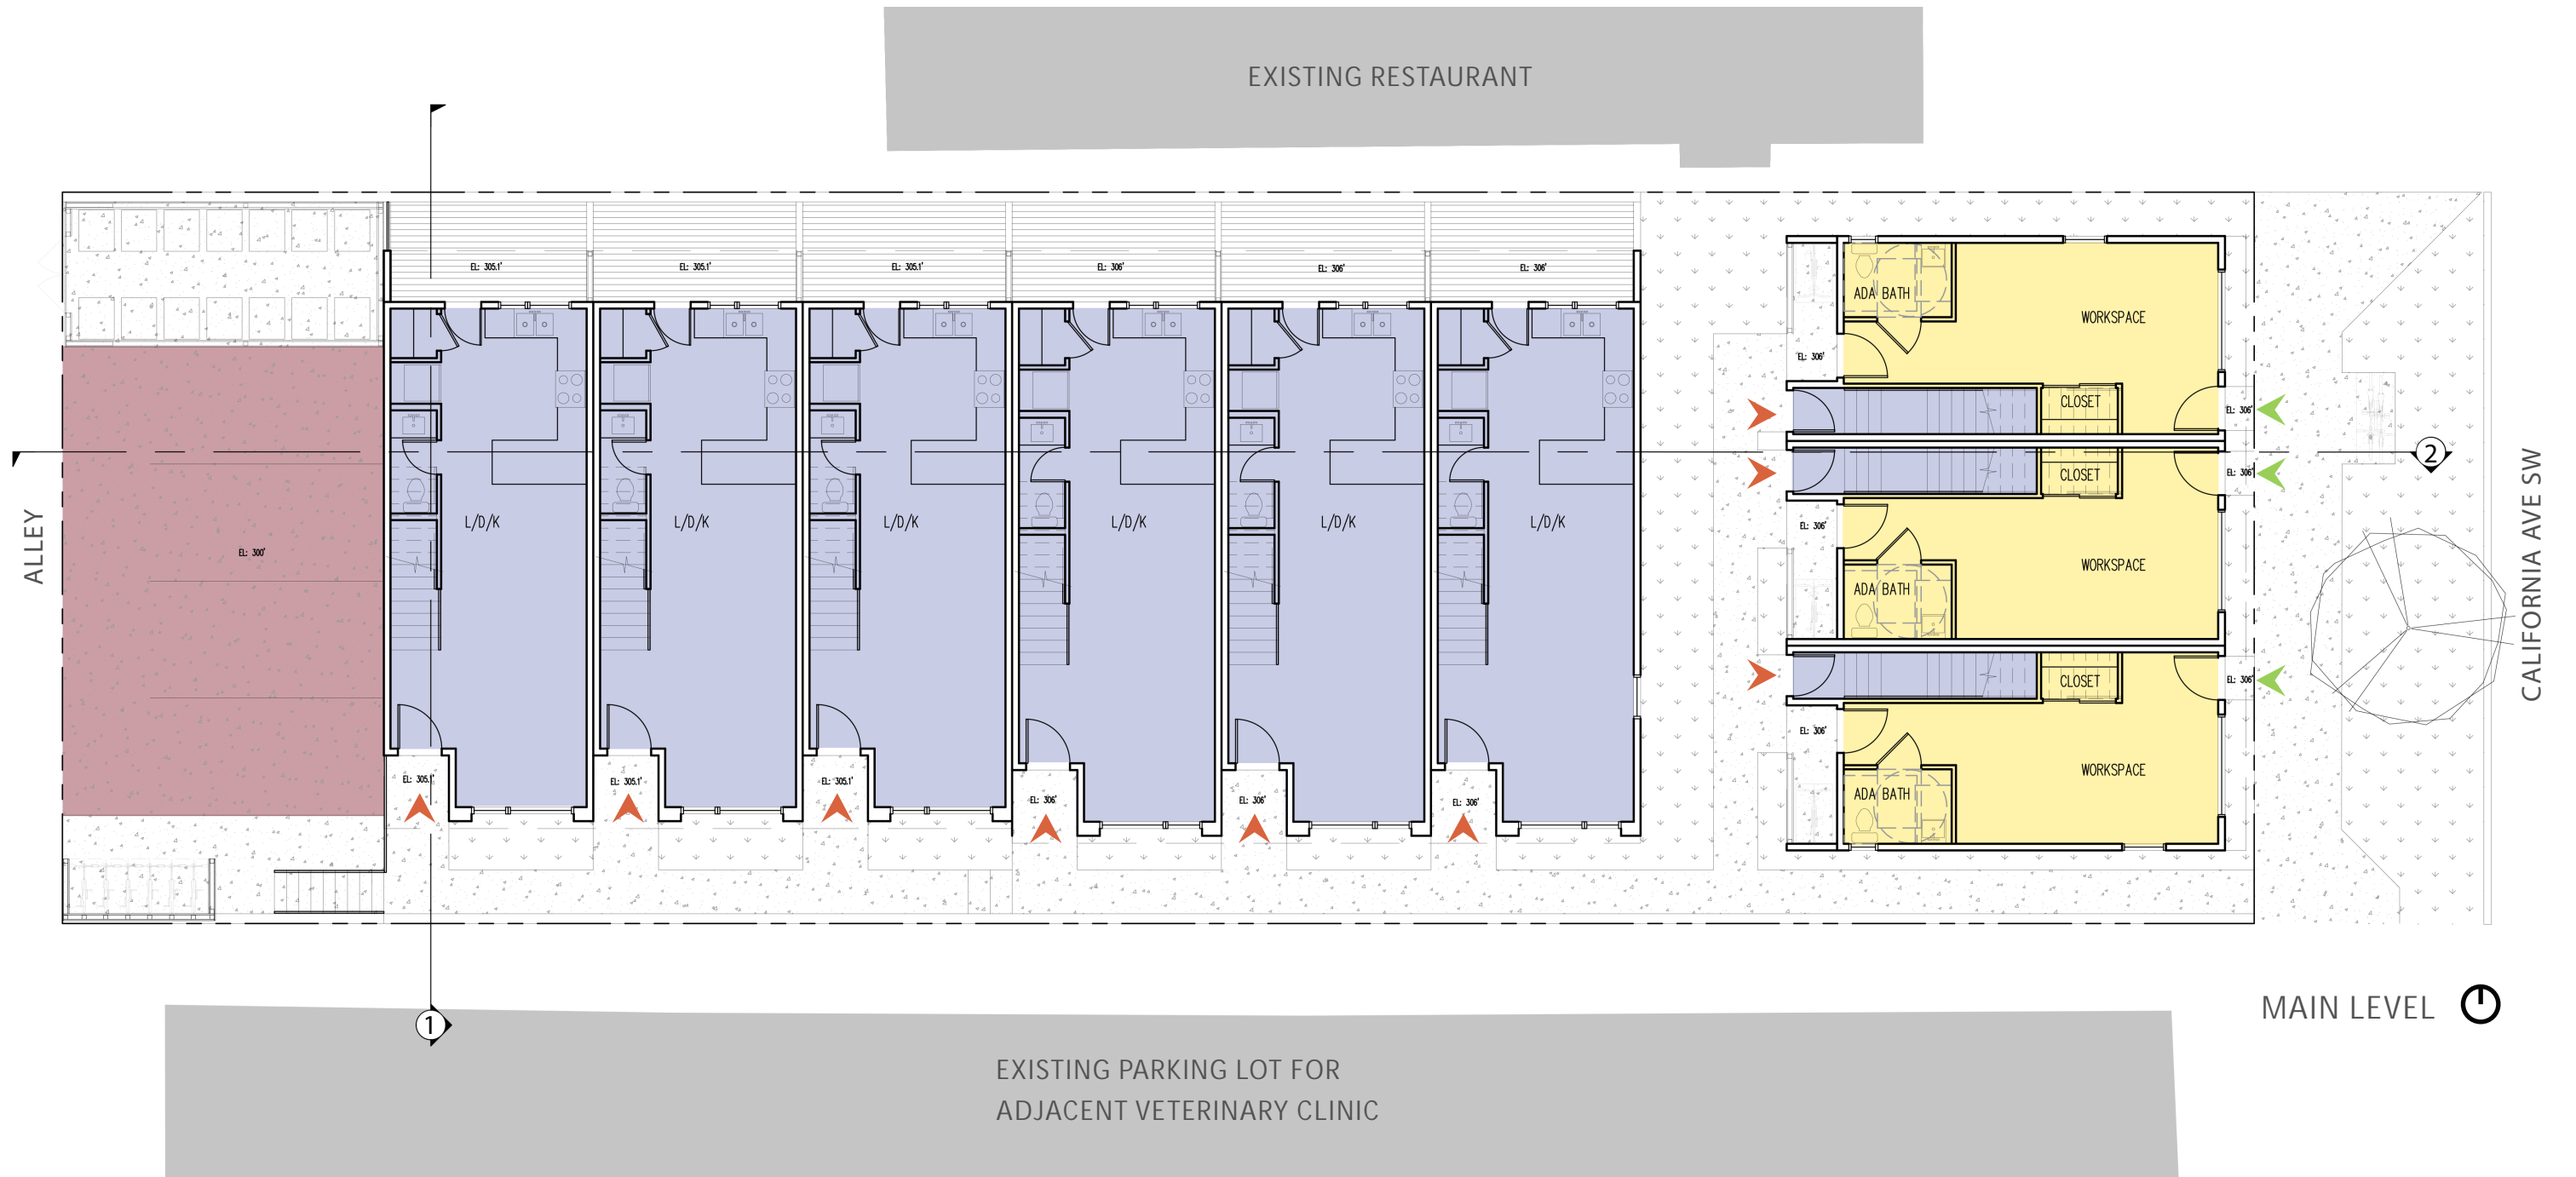 EXISTING RESTAURANT
EL: 305.1'
EL: 305.1'
EL: 305.1'
EL: 306'
EL: 306'
EL: 306'
ADA BATH
WORKSPACE
EL: 306'
CLOSET
EL: 306'
ALLEY
EL: 300'
L/D/K
L/D/K
L/D/K
L/D/K
L/D/K
L/D/K
CLOSET
EL: 306'
2
EL: 306'
WORKSPACE
ADA BATH
CALIFORNIA AVE SW
CLOSET
EL: 306'
EL: 306'
WORKSPACE
ADA BATH
EL: 305.1'
EL: 305.1'
EL: 305.1'
EL: 306'
EL: 306'
EL: 306'
1
MAIN LEVEL
EXISTING PARKING LOT FOR
ADJACENT VETERINARY CLINIC